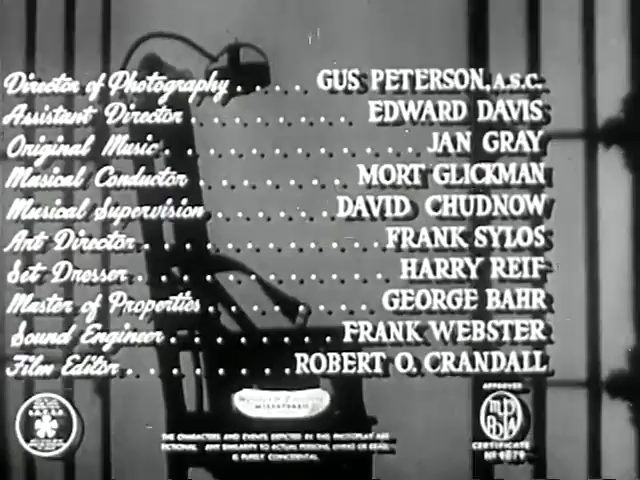 Director of Photography . . . . . GUS PETERSON, A.S.C.
Assistant Director . . . . . . . . . . . EDWARD DAVIS
Original Music . . . . . . . . . . . . . . . . JAN GRAY
Musical Conductor . . . . . . . . . . MORT GLICKMAN
Musical Supervision . . . . . . . . DAVID CHUDNOW
Art Director . . . . . . . . . . . . . . . FRANK SYLOS
Set Dresser . . . . . . . . . . . . . . . . HARRY REIF
Master of Properties . . . . . . . . . . GEORGE BAHR
Sound Engineer . . . . . . . . . . FRANK WEBSTER
Film Editor . . . . . . . . . ROBERT O. CRANDALL
APPROVED
MPPDA
CERTIFICATE
THE CHARACTERS AND EVENTS DEPICTED IN THIS PHOTOPLAY ARE
FICTIONAL. ANY SIMILARITY TO ACTUAL PERSONS, LIVING OR DEAD,
IS PURELY COINCIDENTAL.